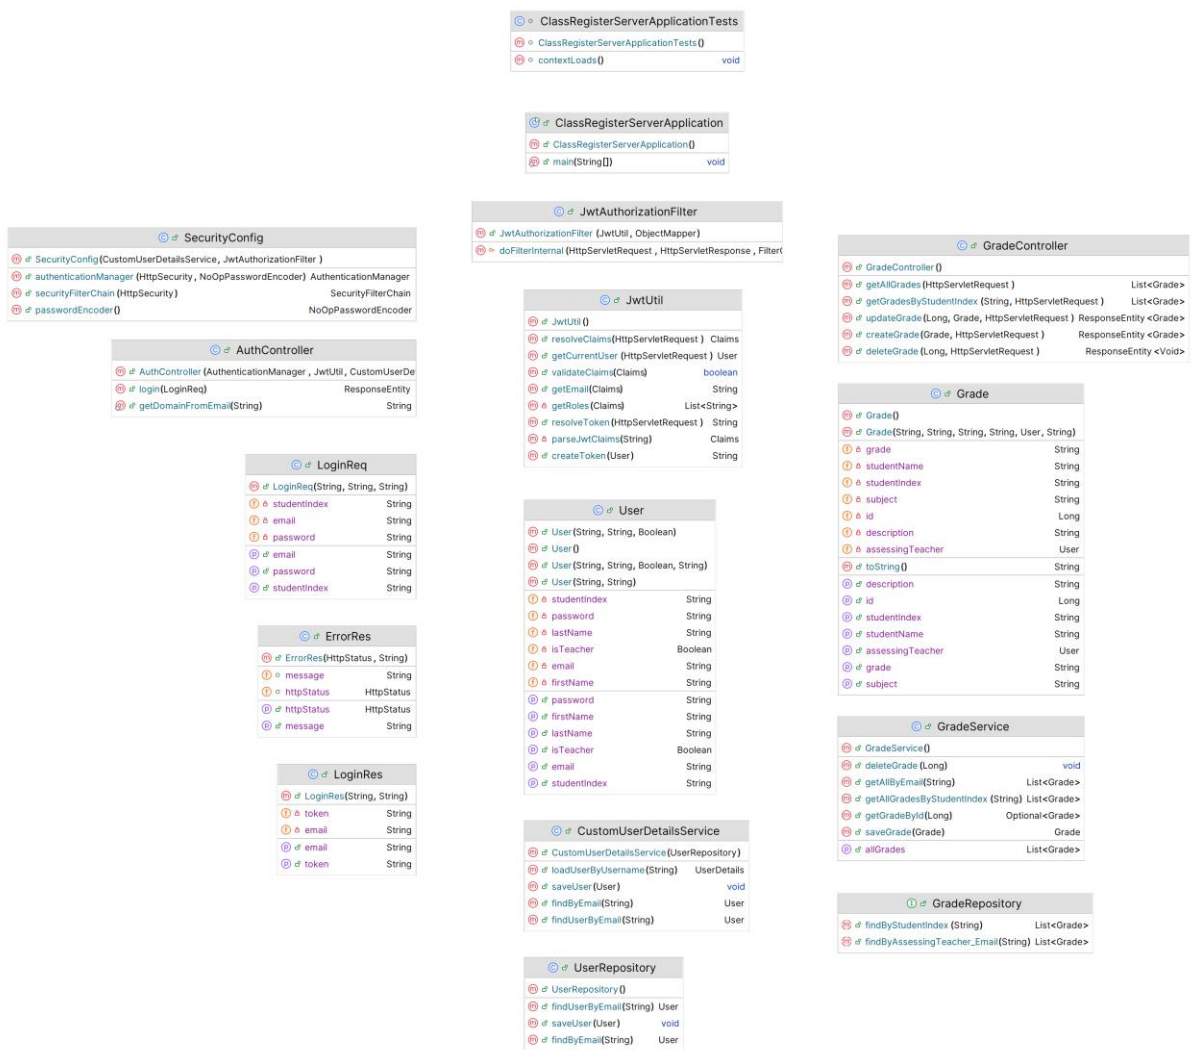 ClassRegisterServerApplicationTests
ClassRegisterServerApplicationTests()
contextLoads() void
ClassRegisterServerApplication
ClassRegisterServerApplication()
main(String[]) void
JwtAuthorizationFilter
JwtAuthorizationFilter (JwtUtil, ObjectMapper)
doFilterInternal (HttpServletRequest, HttpServletResponse, FilterC
SecurityConfig
SecurityConfig(CustomUserDetailsService, JwtAuthorizationFilter)
authenticationManager (HttpSecurity, NoOpPasswordEncoder) AuthenticationManager
securityFilterChain (HttpSecurity) SecurityFilterChain
passwordEncoder() NoOpPasswordEncoder
AuthController
AuthController (AuthenticationManager, JwtUtil, CustomUserDe
login(LoginReq) ResponseEntity
getDomainFromEmail(String) String
LoginReq
LoginReq(String, String, String)
studentIndex String
email String
password String
email String
password String
studentIndex String
ErrorRes
ErrorRes(HttpStatus, String)
message String
httpStatus HttpStatus
httpStatus HttpStatus
message String
LoginRes
LoginRes(String, String)
token String
email String
email String
token String
JwtUtil
JwtUtil ()
resolveClaims(HttpServletRequest) Claims
getCurrentUser (HttpServletRequest) User
validateClaims(Claims) boolean
getEmail(Claims) String
getRoles(Claims) List<String>
resolveToken(HttpServletRequest) String
parseJwtClaims(String) Claims
createToken(User) String
User
User(String, String, Boolean)
User()
User(String, String, Boolean, String)
User(String, String)
studentIndex String
password String
lastName String
isTeacher Boolean
email String
firstName String
password String
firstName String
lastName String
isTeacher Boolean
email String
studentIndex String
CustomUserDetailsService
CustomUserDetailsService(UserRepository)
loadUserByUsername(String) UserDetails
saveUser(User) void
findByEmail(String) User
findUserByEmail(String) User
UserRepository
UserRepository()
findUserByEmail(String) User
saveUser(User) void
findByEmail(String) User
GradeController
GradeController()
getAllGrades (HttpServletRequest) List<Grade>
getGradesByStudentIndex (String, HttpServletRequest) List<Grade>
updateGrade (Long, Grade, HttpServletRequest) ResponseEntity <Grade>
createGrade(Grade, HttpServletRequest) ResponseEntity <Grade>
deleteGrade (Long, HttpServletRequest) ResponseEntity <Void>
Grade
Grade()
Grade(String, String, String, String, User, String)
grade String
studentName String
studentIndex String
subject String
id Long
description String
assessingTeacher User
toString() String
description String
id Long
studentIndex String
studentName String
assessingTeacher User
grade String
subject String
GradeService
GradeService()
deleteGrade (Long) void
getAllByEmail(String) List<Grade>
getAllGradesByStudentIndex (String) List<Grade>
getGradeById(Long) Optional<Grade>
saveGrade(Grade) Grade
allGrades List<Grade>
GradeRepository
findByStudentIndex (String) List<Grade>
findByAssessingTeacher_Email(String) List<Grade>